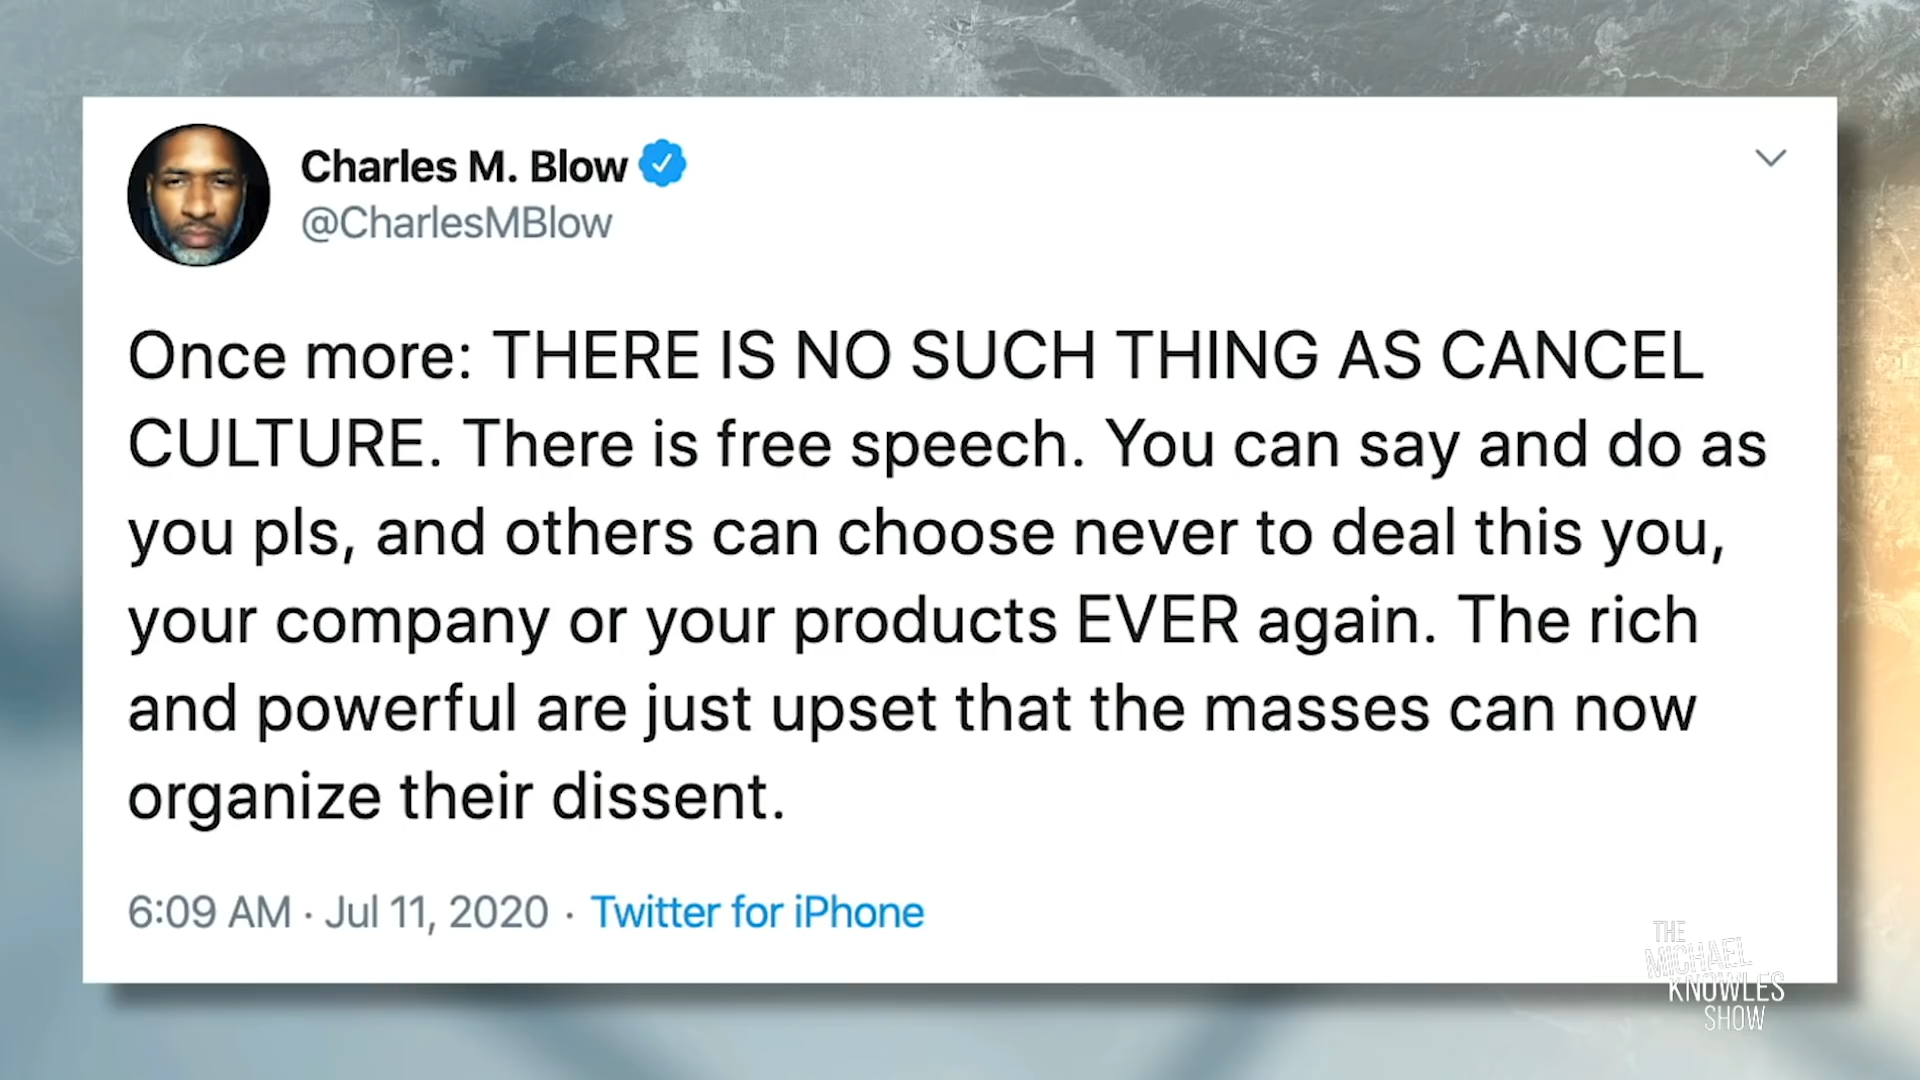 Charles M. Blow
@CharlesMBlow
Once more: THERE IS NO SUCH THING AS CANCEL
CULTURE. There is free speech. You can say and do as
you pls, and others can choose never to deal this you,
your company or your products EVER again. The rich
and powerful are just upset that the masses can now
organize their dissent.
6:09 AM · Jul 11, 2020 · Twitter for iPhone
THE
MICHAEL
KNOWLES
SHOW